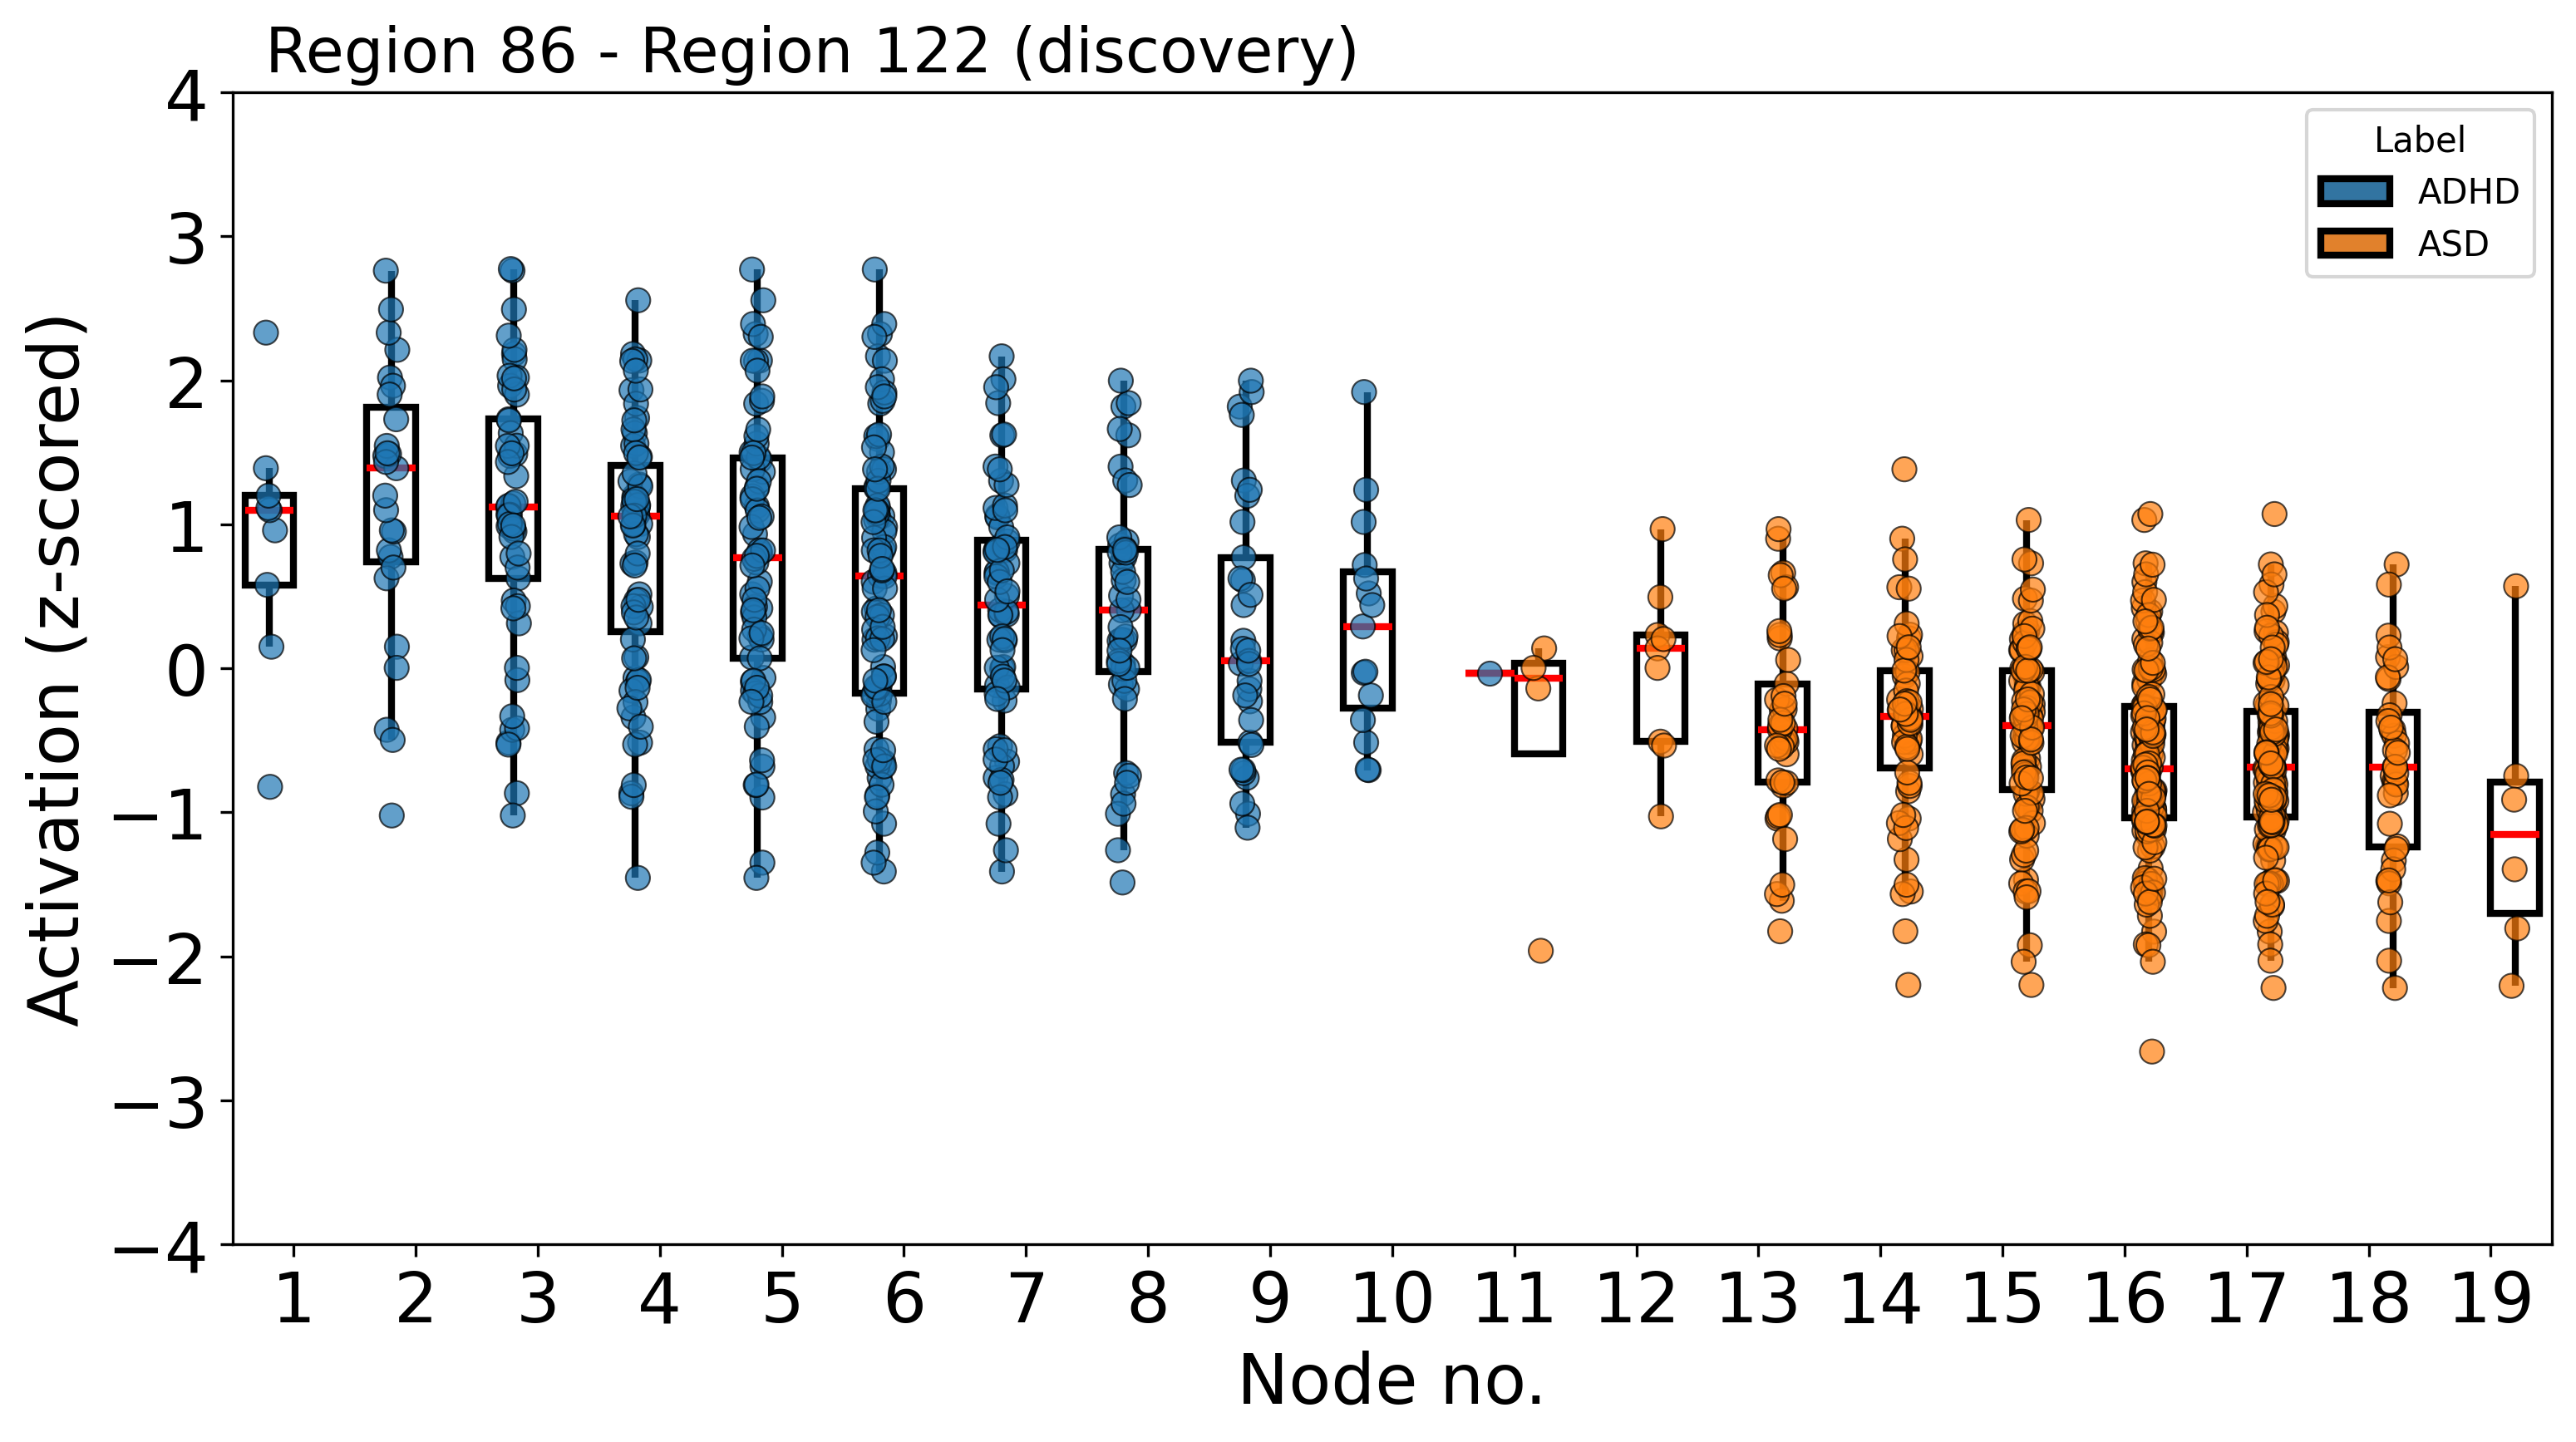 Region 86 - Region 122 (discovery)
Activation (z-scored)
4
3
2
1
0
−1
−2
−3
−4
Label
ADHD
ASD
1 2 3 4 5 6 7 8 9 10 11 12 13 14 15 16 17 18 19
Node no.